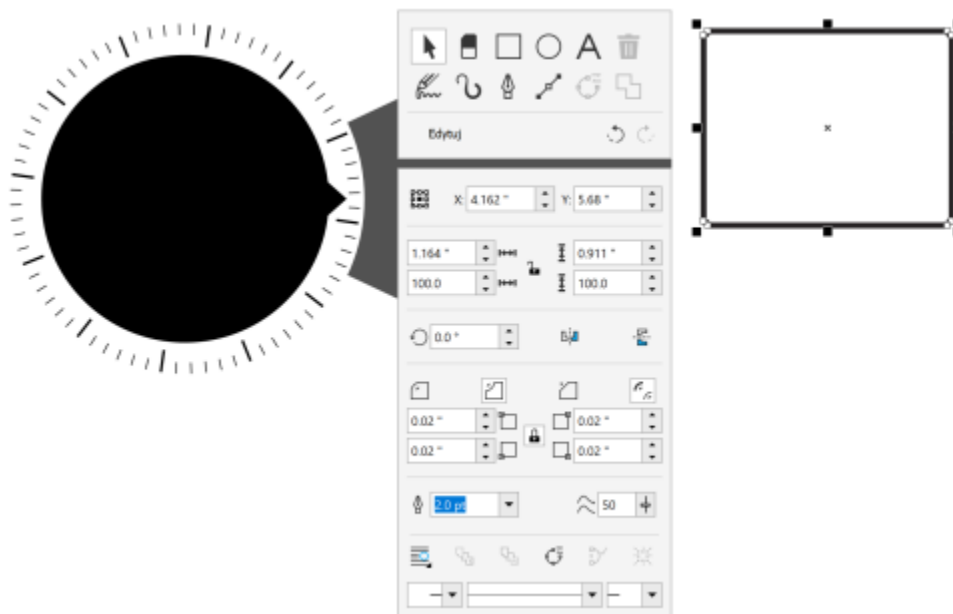 A
Edytuj
X: 4.162 " Y: 5.68 "
1.164 " 0.911 "
100.0 100.0
0.0 °
0.02 " 0.02 "
0.02 " 0.02 "
2.0 pt 50